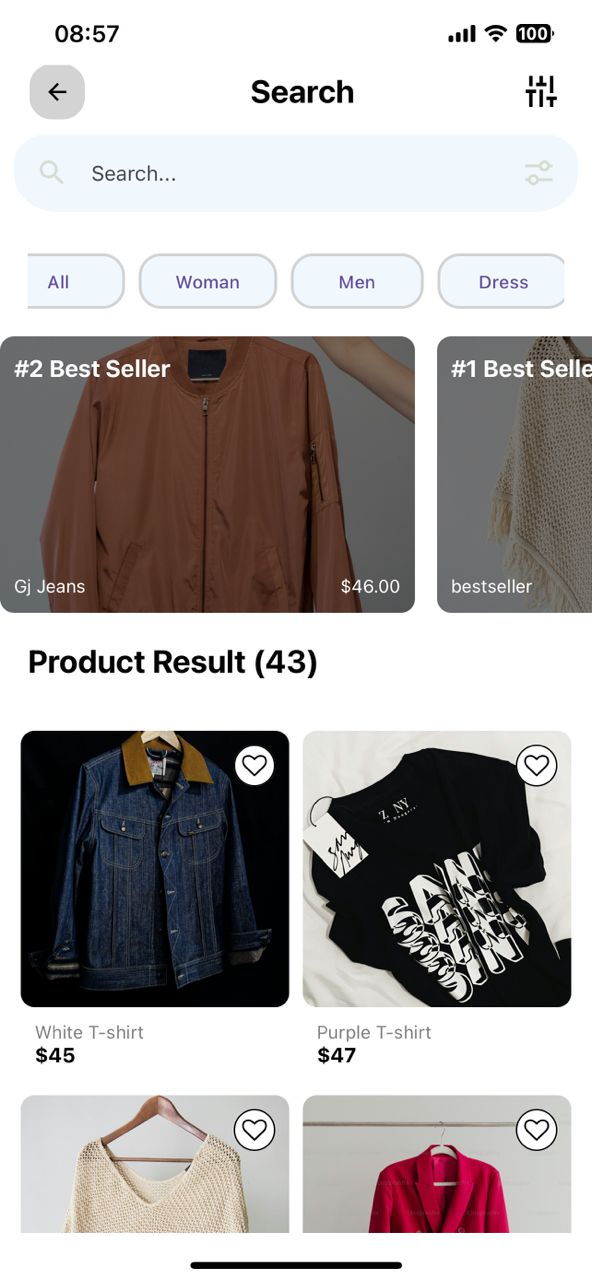 08:57
100
Search
Search...
All
Woman
Men
Dress
#2 Best Seller
#1 Best Selle
Gj Jeans
$46.00
bestseller
Product Result (43)
Z NY
White T-shirt
$45
Purple T-shirt
$47